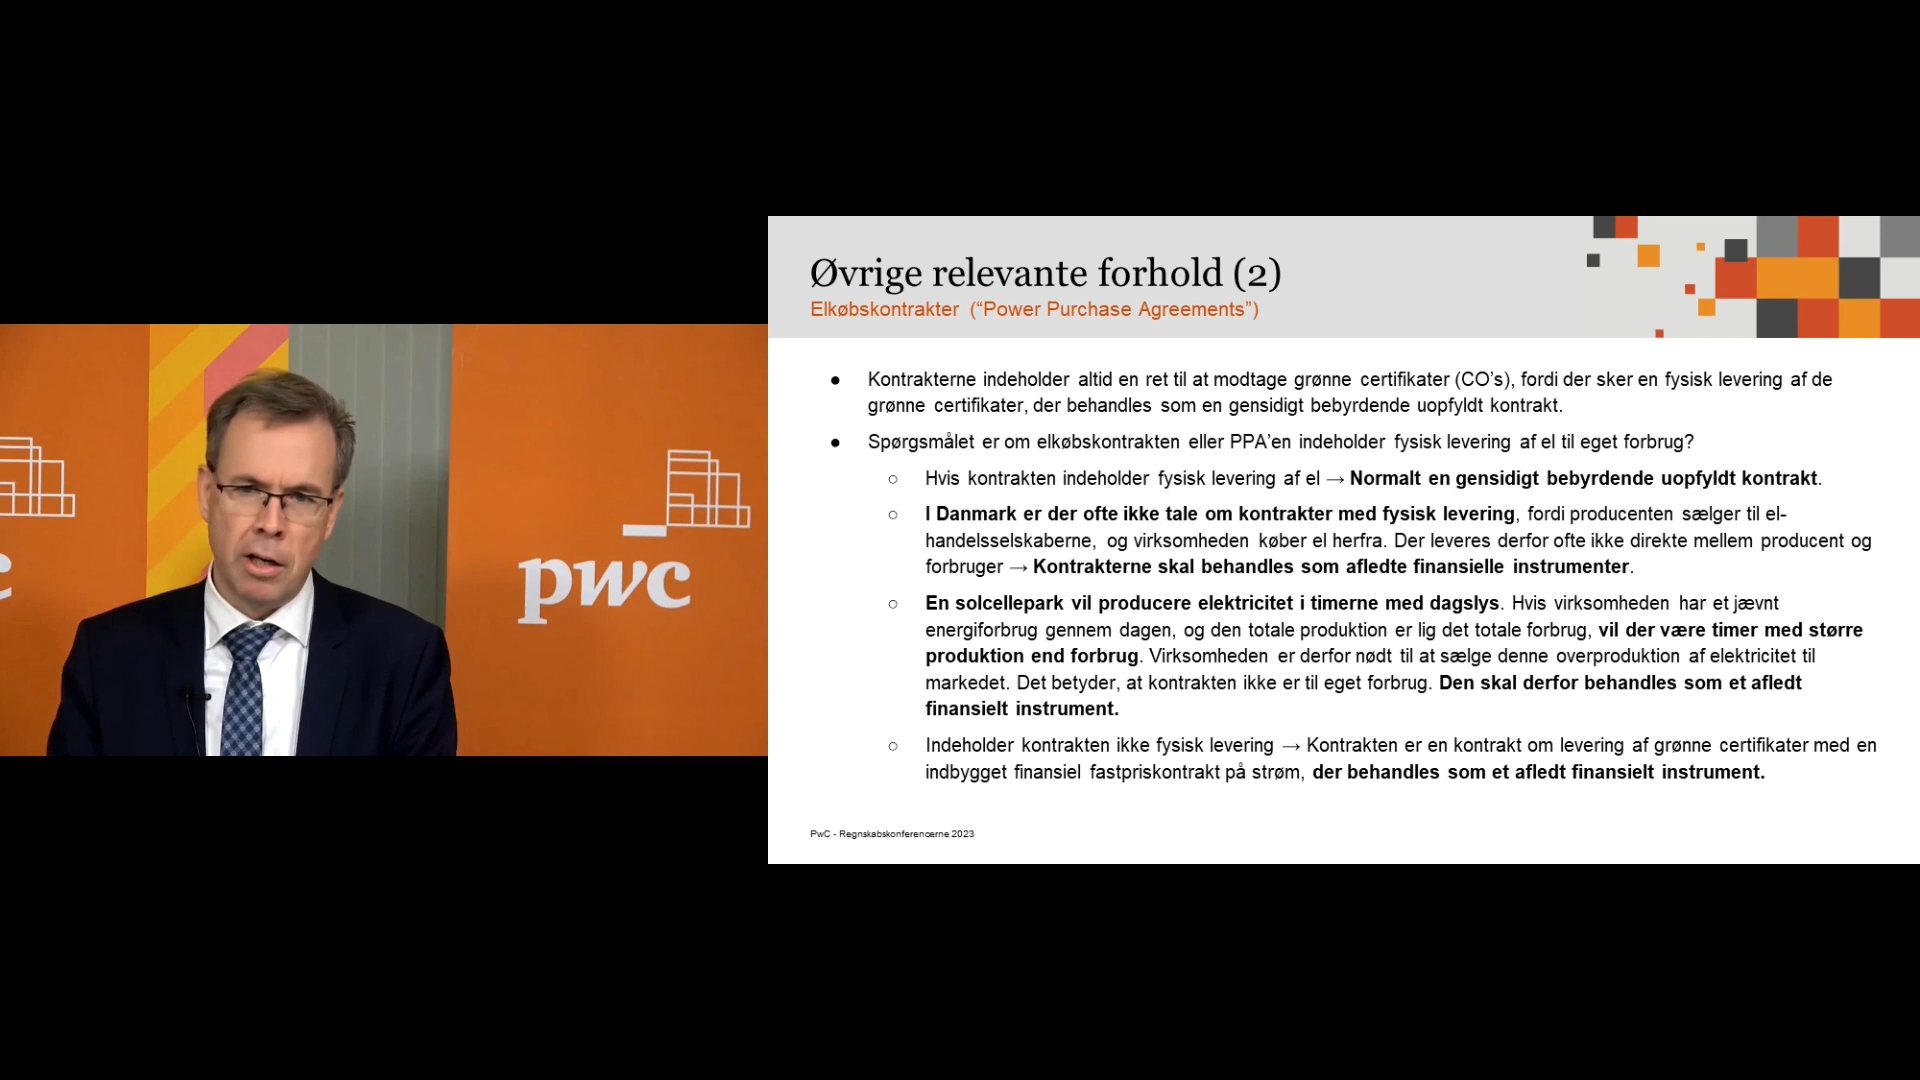 pwc
Øvrige relevante forhold (2)
Elkøbskontrakter (“Power Purchase Agreements”)
● Kontrakterne indeholder altid en ret til at modtage grønne certifikater (CO’s), fordi der sker en fysisk levering af de
grønne certifikater, der behandles som en gensidigt bebyrdende uopfyldt kontrakt.
● Spørgsmålet er om elkøbskontrakten eller PPA’en indeholder fysisk levering af el til eget forbrug?
○ Hvis kontrakten indeholder fysisk levering af el → Normalt en gensidigt bebyrdende uopfyldt kontrakt.
○ I Danmark er der ofte ikke tale om kontrakter med fysisk levering, fordi producenten sælger til el-
handelsselskaberne, og virksomheden køber el herfra. Der leveres derfor ofte ikke direkte mellem producent og
forbruger → Kontrakterne skal behandles som afledte finansielle instrumenter.
○ En solcellepark vil producere elektricitet i timerne med dagslys. Hvis virksomheden har et jævnt
energiforbrug gennem dagen, og den totale produktion er lig det totale forbrug, vil der være timer med større
produktion end forbrug. Virksomheden er derfor nødt til at sælge denne overproduktion af elektricitet til
markedet. Det betyder, at kontrakten ikke er til eget forbrug. Den skal derfor behandles som et afledt
finansielt instrument.
○ Indeholder kontrakten ikke fysisk levering → Kontrakten er en kontrakt om levering af grønne certifikater med en
indbygget finansiel fastpriskontrakt på strøm, der behandles som et afledt finansielt instrument.
PwC - Regnskabskonferencerne 2023